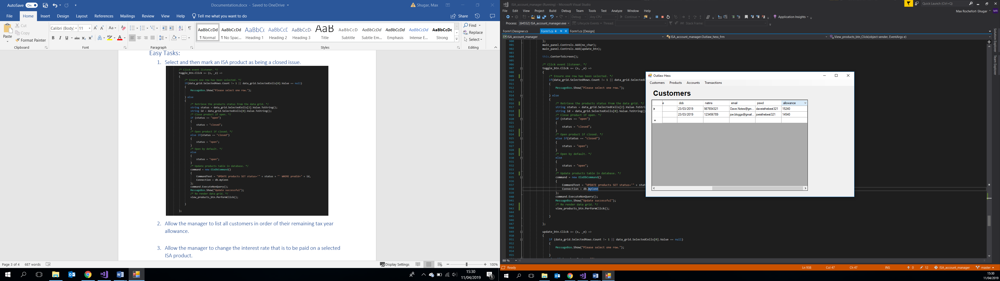 AutoSave On
Documentation.docx - Saved to OneDrive
Shugar, Max
File Home Insert Design Layout References Mailings Review View Help Tell me what you want to do
Share
Paste
Cut
Copy
Format Painter
Clipboard
Calibri (Body) 11
Font
Paragraph
AaBbCcDd AaBbCcDd AaBbC( AaBbCcE AaBbCcD( AaB AaBbCcD AaBbCcDd AaBbCcDd AaBbCcDd AaBbCcDc
¶ Normal ¶ No Spac... Heading 1 Heading 2 Heading 3 Title Subtitle Subtle Em... Emphasis Intense E... Strong
Styles
Find
Replace
Select
Editing
Easy Tasks:
1. Select and then mark an ISA product as being a closed issue.
/* Click event listener. */
toggle_btn.Click += (s, _e) =>
{
/* Ensure one row has been selected. */
if(data_grid.SelectedRows.Count != 1 || data_grid.SelectedCells[0].Value == null)
{
MessageBox.Show("Please select one row.");
} else
{
/* Retrieve the products status from the data grid. */
string status = data_grid.SelectedCells[2].Value.ToString();
string id = data_grid.SelectedCells[0].Value.ToString();
/* Close product if open. */
if (status == "open")
{
status = "closed";
}
/* Open product if closed. */
else if(status == "closed")
{
status = "open";
}
/* Open by default. */
else
{
status = "open";
}
/* Update products table in database. */
command = new OleDbCommand()
{
CommandText = "UPDATE products SET status='" + status + "' WHERE prodid=" + id,
Connection = db.myConn
};
command.ExecuteNonQuery();
MessageBox.Show("Update successful");
/* Re render data grid. */
view_products_btn.PerformClick();
}
};
2. Allow the manager to list all customers in order of their remaining tax year
allowance.
3. Allow the manager to change the interest rate that is to be paid on a selected
ISA product.
Page 3 of 4 687 words
Display Settings
100%
15:30
11/04/2019
ISA_account_manager (Running) - Microsoft Visual Studio
Quick Launch (Ctrl+Q)
File Edit View Project Build Debug Team Tools Test Analyze Window Help
Max Rochefort-Shugar MR
Debug Any CPU Continue Application Insights
Process: [64552] ISA_account_manager.exe Lifecycle Events Thread: Stack Frame:
Form1.Designer.cs Form1.cs Form1.cs [Design]
ISA_account_manager ISA_account_manager.Outlaw_hess_frm View_products_btn_Click(object sender, EventArgs e)
Solution Explorer
Team Explorer
900 };
901 main_panel.Controls.Add(no_char);
902 main_panel.Controls.Add(update_btn);
903
904 this.CenterToScreen();
905
906 /* Click event listener. */
907 toggle_btn.Click += (s, _e) =>
908 {
909 /* Ensure one row has been selected. */
910 if(data_grid.SelectedRows.Count != 1 || data_grid.SelectedC
911 {
912 MessageBox.Show("Please select one row.");
913
914 } else
915 {
916 /* Retrieve the products status from the data grid. */
917 string status = data_grid.SelectedCells[2].Value.ToStri
918 string id = data_grid.SelectedCells[0].Value.ToString()
919 /* Close product if open. */
920 if (status == "open")
921 {
922 status = "closed";
923 }
924 /* Open product if closed. */
925 else if(status == "closed")
926 {
927 status = "open";
928 }
929 /* Open by default. */
930 else
931 {
932 status = "open";
933 }
934 /* Update products table in database. */
935 command = new OleDbCommand()
936 {
937 CommandText = "UPDATE products SET status='" + stat
938 Connection = db.myConn
939 };
940 command.ExecuteNonQuery();
941 MessageBox.Show("Update successful");
942 /* Re render data grid. */
943 view_products_btn.PerformClick();
944
945 }
946
947 };
948
949 update_btn.Click += (s, _e) =>
950 {
951 if (data_grid.SelectedRows.Count != 1 || data_grid.SelectedCells[0].Value == null)
952 {
953 MessageBox.Show("Please select one row.");
954
955 }
Outlaw Hess
Customers Products Accounts Transactions
Customers
e dob natins email pswd allowance
23/03/2019 987654321 Dave.Notes@gm... daveisthebest321 15240
23/03/2019 123456789 joe.bloggs@gmail... joeisthebest321 14540
88 %
Ready Ln 938 Col 47 Ch 47 INS 0 12 ISA_account_manager master
15:30
11/04/2019